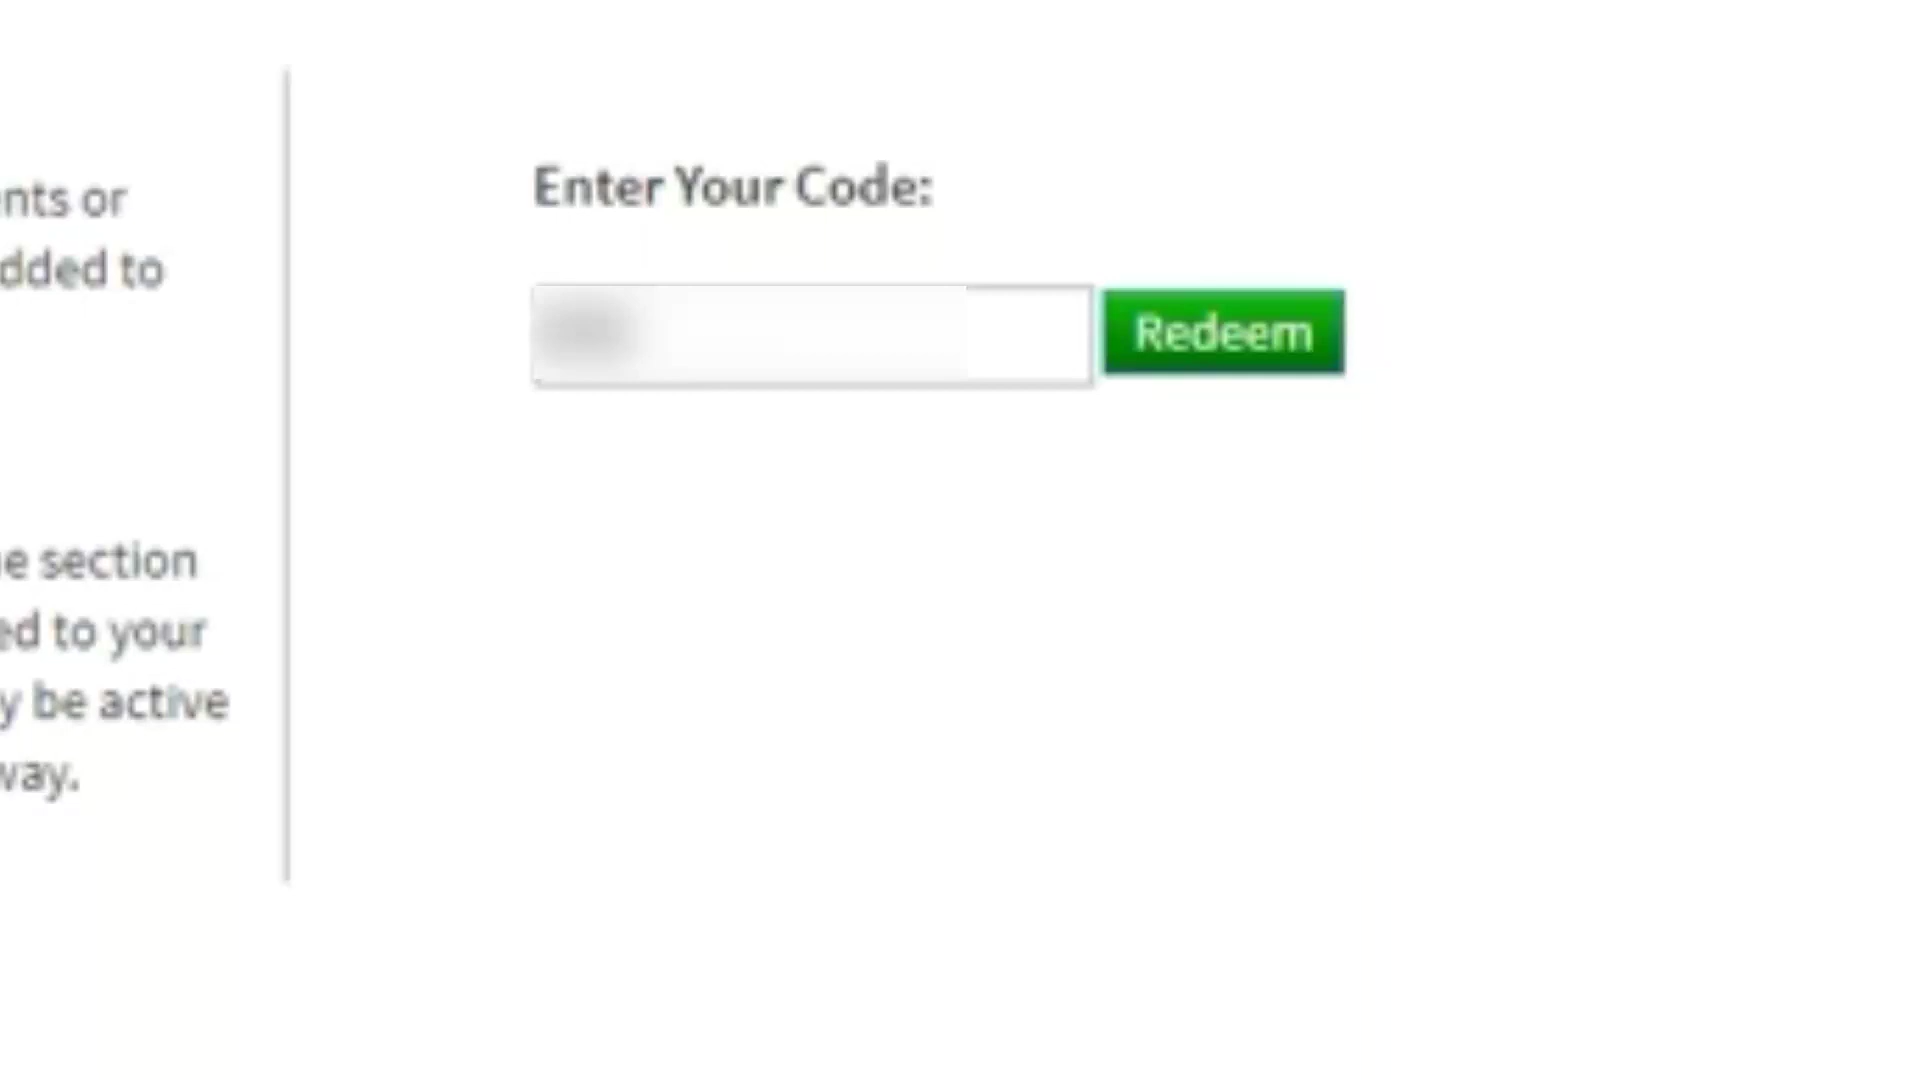 nts or
dded to
e section
ed to your
y be active
way.
Enter Your Code:
Redeem